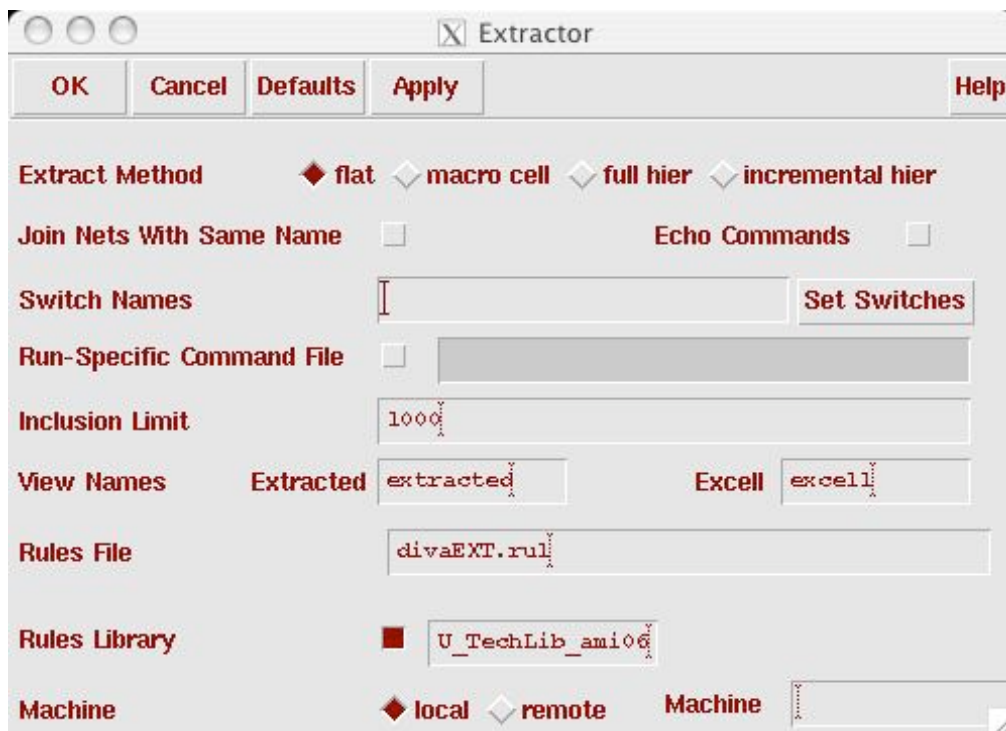 Extractor
OK Cancel Defaults Apply Help
Extract Method flat macro cell full hier incremental hier
Join Nets With Same Name Echo Commands
Switch Names Set Switches
Run-Specific Command File
Inclusion Limit 1000
View Names Extracted extracted Excell excell
Rules File divaEXT.rul
Rules Library U_TechLib_ami06
Machine local remote Machine